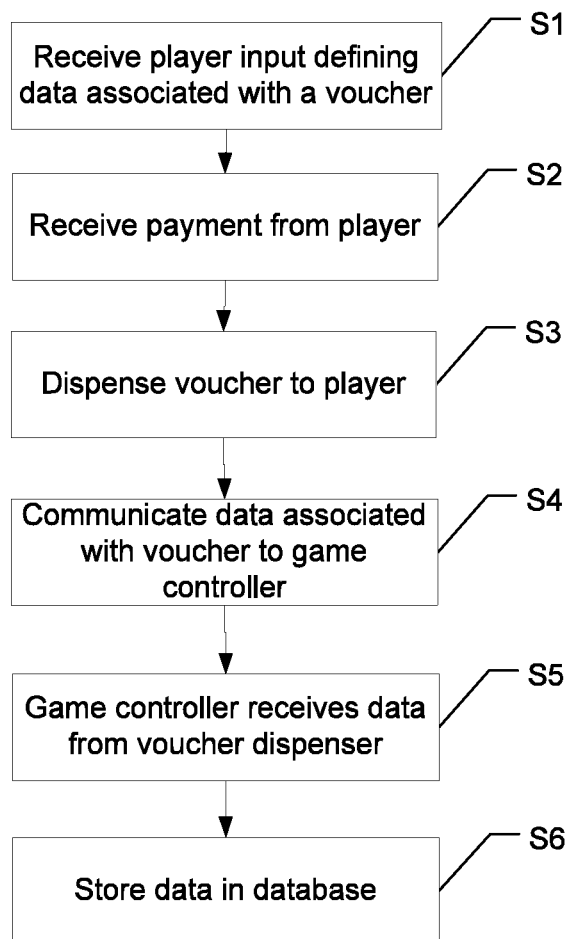 S1
Receive player input defining
data associated with a voucher
S2
Receive payment from player
S3
Dispense voucher to player
S4
Communicate data associated
with voucher to game
controller
S5
Game controller receives data
from voucher dispenser
S6
Store data in database